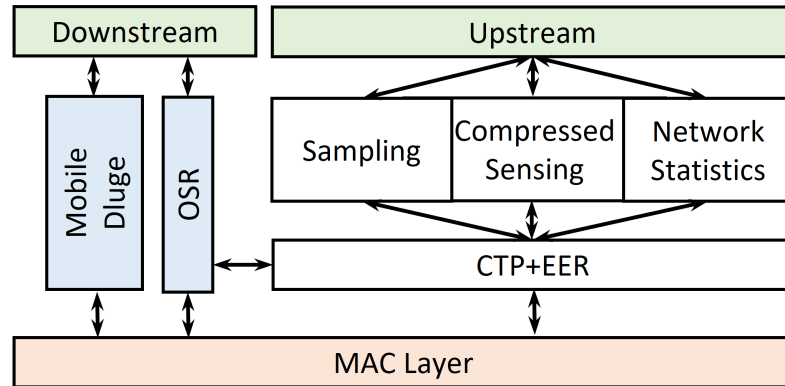 Downstream
Upstream
Mobile
Dluge
OSR
Sampling
Compressed
Sensing
Network
Statistics
CTP+EER
MAC Layer